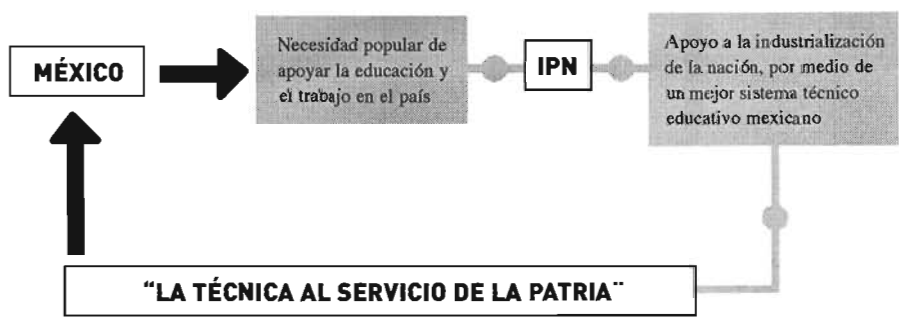 MÉXICO
Necesidad popular de
apoyar la educación y
el trabajo en el país
IPN
Apoyo a la industrialización
de la nación, por medio de
un mejor sistema técnico
educativo mexicano
“LA TÉCNICA AL SERVICIO DE LA PATRIA¨